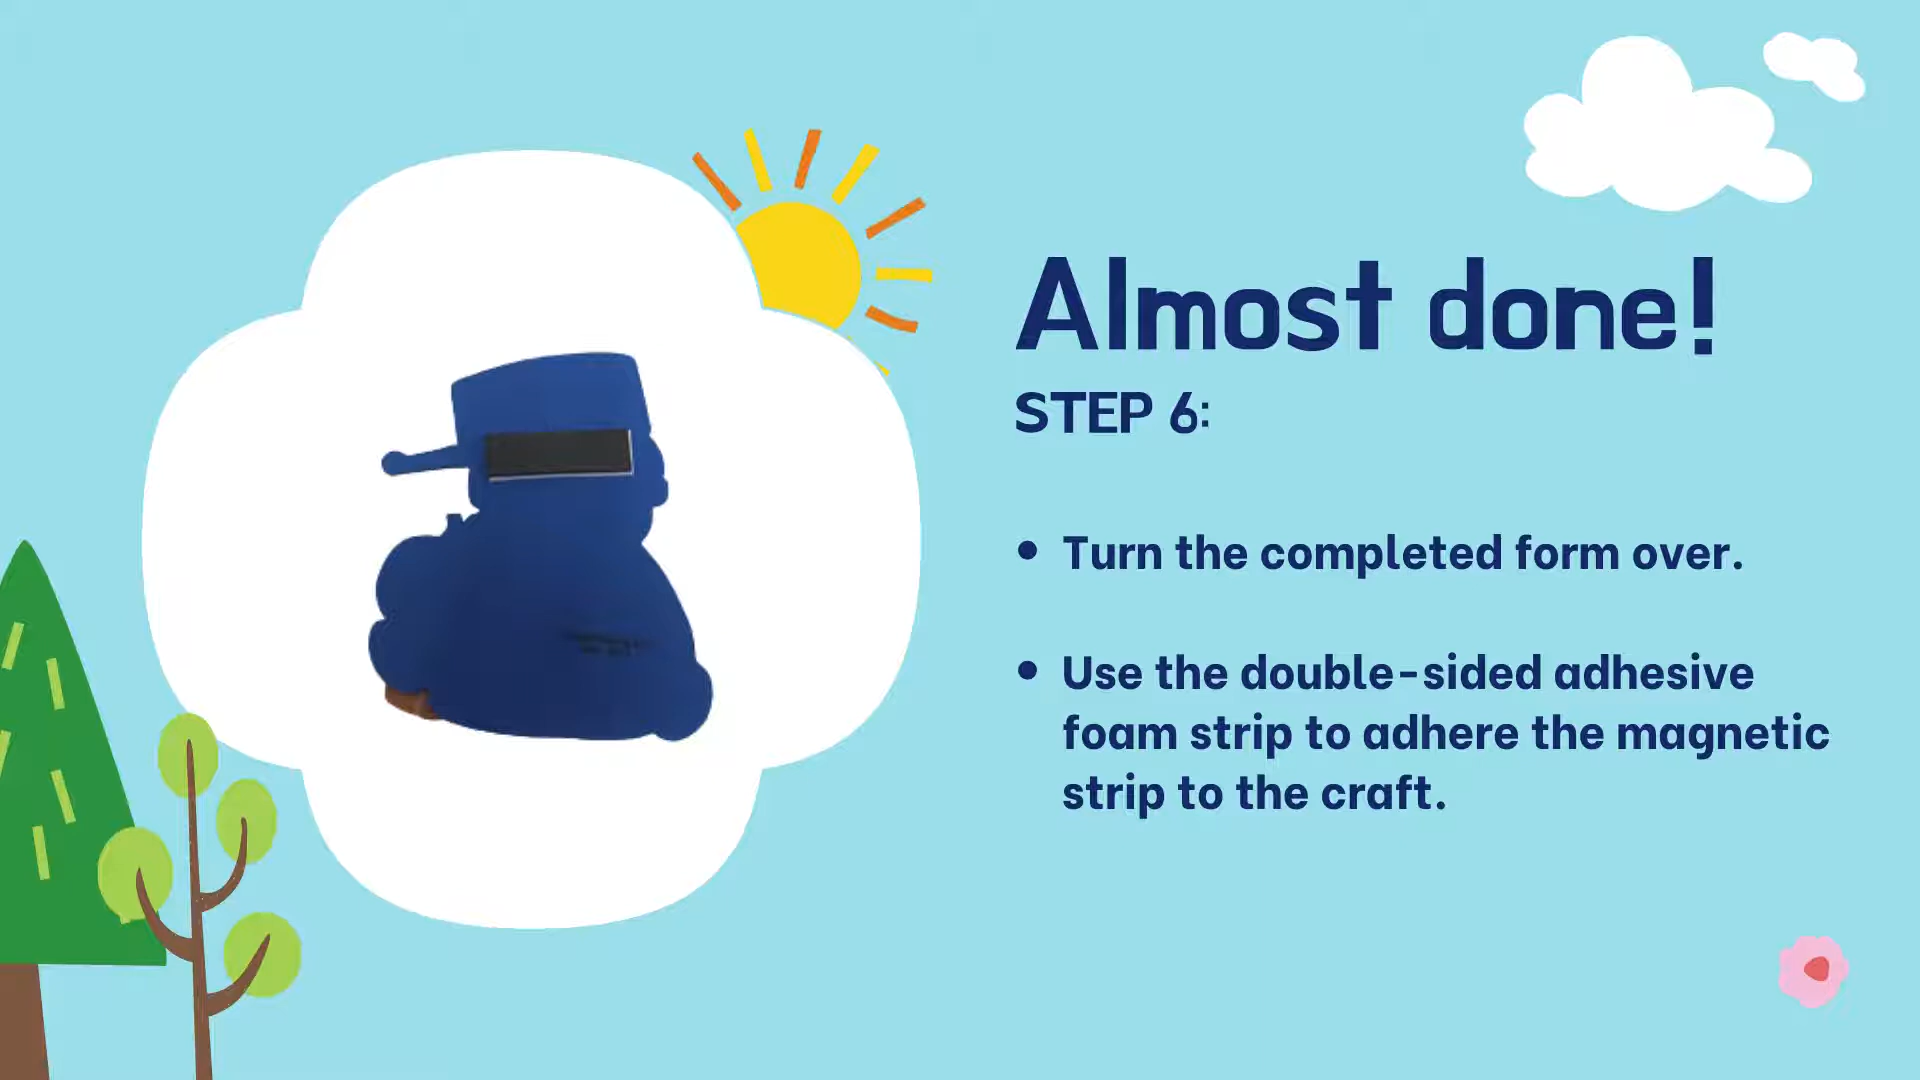 Almost done!
STEP 6:
• Turn the completed form over.
• Use the double-sided adhesive
foam strip to adhere the magnetic
strip to the craft.